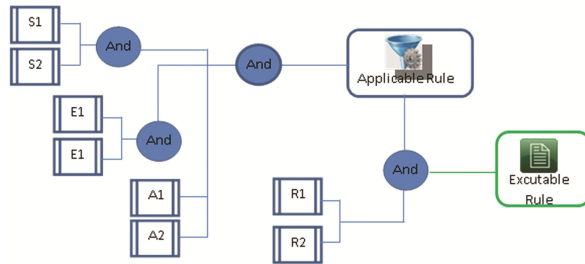 S1
S2
And
E1
E1
And
A1
A2
And
Applicable Rule
R1
R2
And
Excutable
Rule